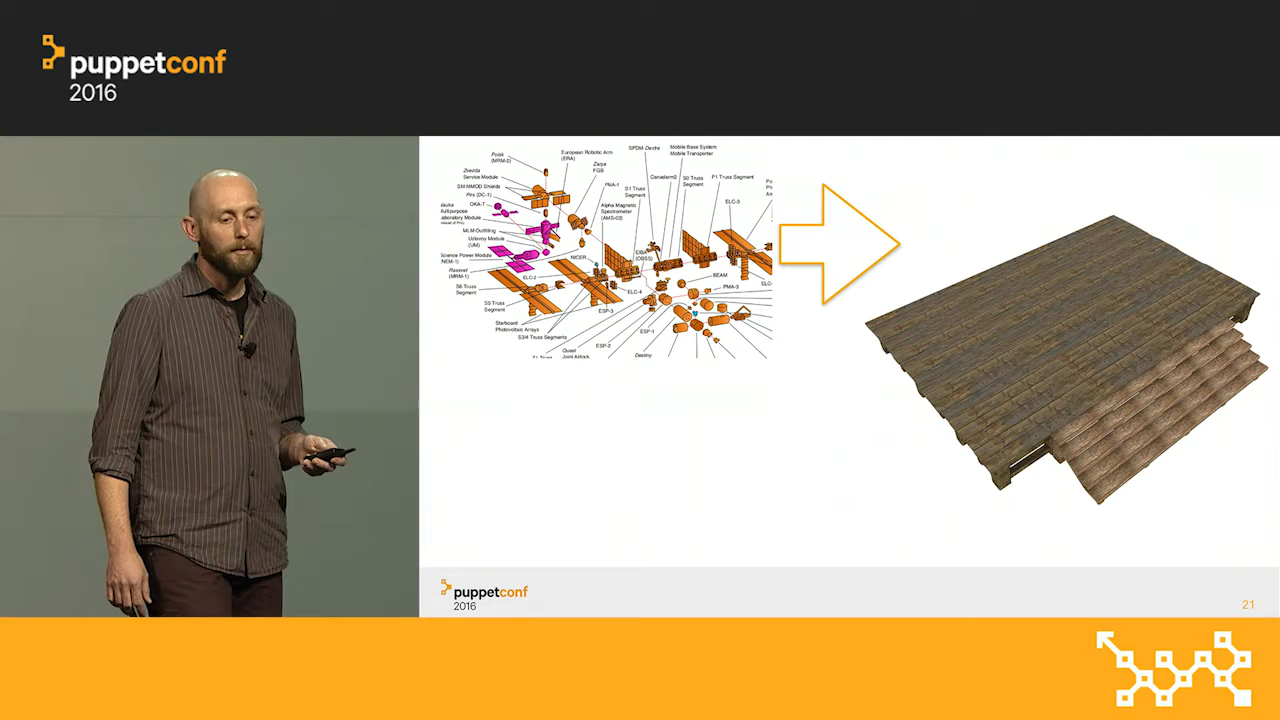 puppetconf
2016
Poisk
(MRM-2)
European Robotic Arm
(ERA)
SPDM Dextre
Mobile Base System
Mobile Transporter
Zvezda
Service Module
Zarya
FGB
SM MMOD Shields
PMA-1
Canadarm2
S0 Truss
Segment
P1 Truss Segment
Pirs (DC-1)
S1 Truss
Segment
OKA-T
Alpha Magnetic
Spectrometer
(AMS-02)
ELC-3
MLM Outfitting
Uzlovoy Module
(UM)
Science Power Module
(NEM-1)
NICER
(OBSS)
Rassvet
(MRM-1)
ELC-2
BEAM
S6 Truss
Segment
ELC-4
PMA-3
S5 Truss
Segment
ESP-3
Starboard
Photovoltaic Arrays
ESP-1
S3/4 Truss Segments
ESP-2
Quest
Joint Airlock
Destiny
puppetconf
2016
21